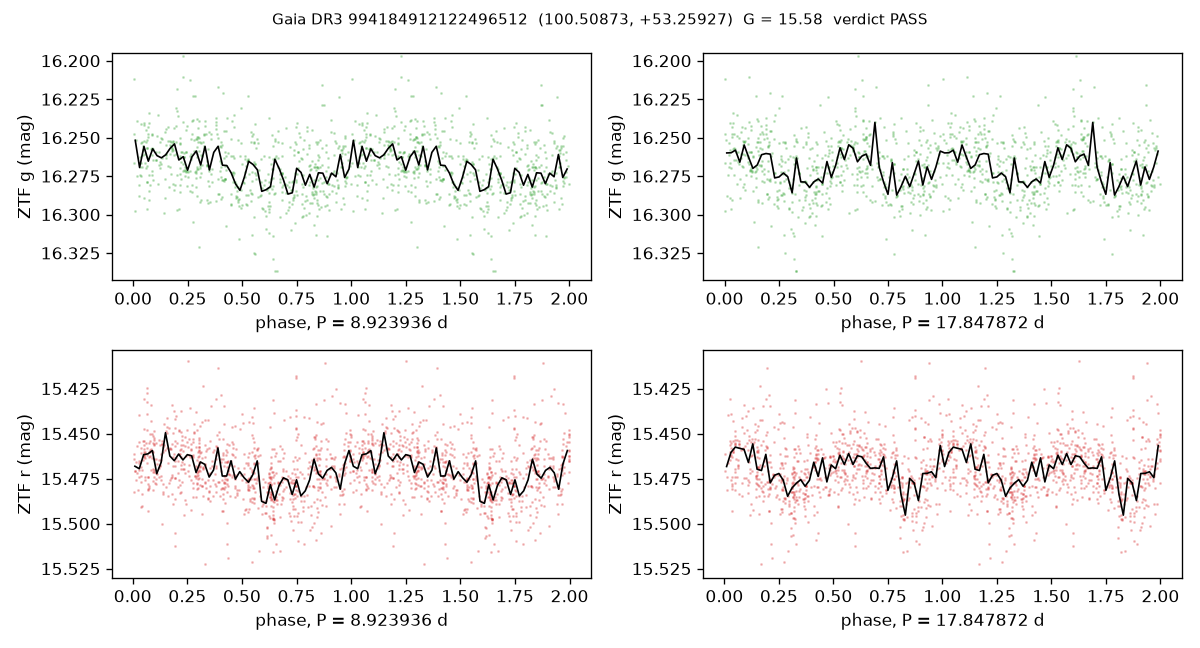 Gaia DR3 994184912122496512 (100.50873, +53.25927) G = 15.58 verdict PASS
ZTF g (mag)
16.200
16.225
16.250
16.275
16.300
16.325
0.00 0.25 0.50 0.75 1.00 1.25 1.50 1.75 2.00
phase, P = 8.923936 d
ZTF g (mag)
16.200
16.225
16.250
16.275
16.300
16.325
0.00 0.25 0.50 0.75 1.00 1.25 1.50 1.75 2.00
phase, P = 17.847872 d
ZTF r (mag)
15.425
15.450
15.475
15.500
15.525
0.00 0.25 0.50 0.75 1.00 1.25 1.50 1.75 2.00
phase, P = 8.923936 d
ZTF r (mag)
15.425
15.450
15.475
15.500
15.525
0.00 0.25 0.50 0.75 1.00 1.25 1.50 1.75 2.00
phase, P = 17.847872 d